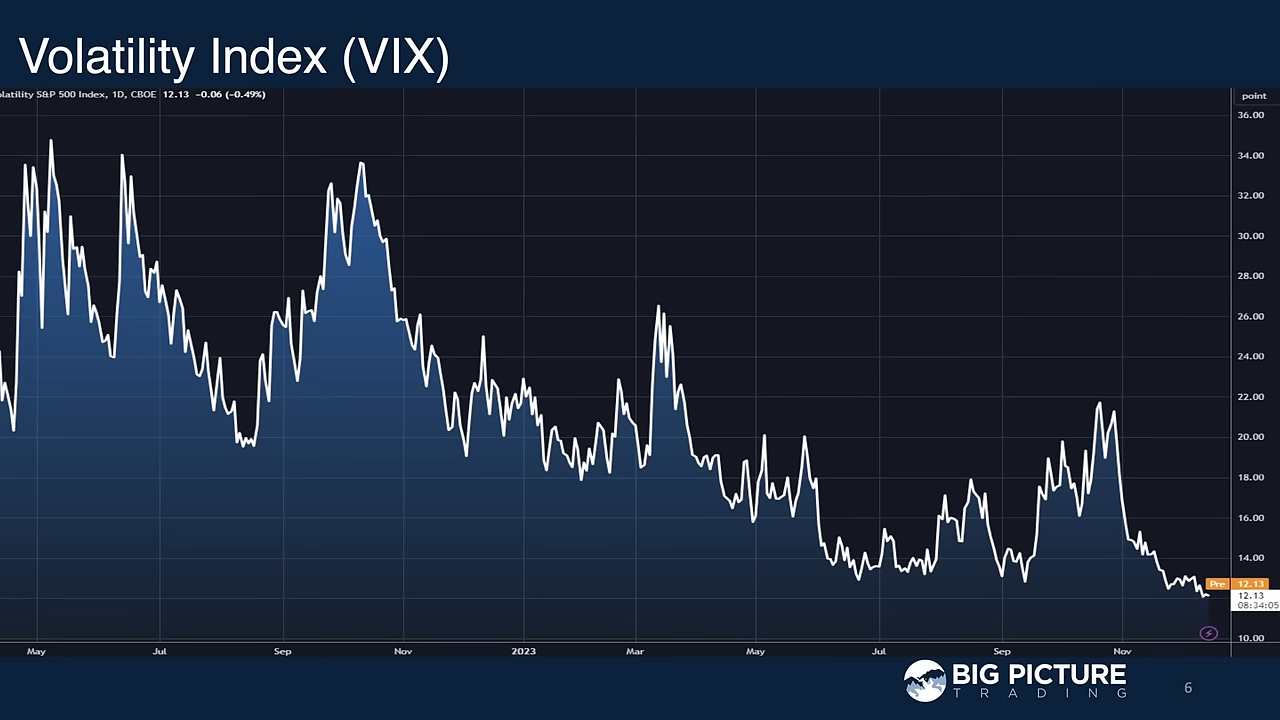 Volatility Index (VIX)
olatility S&P 500 Index, 1D, CBOE 12.13 −0.06 (−0.49%)
point
36.00
34.00
32.00
30.00
28.00
26.00
24.00
22.00
20.00
18.00
16.00
14.00
Pre 12.13
12.13
08:34:05
10.00
May Jul Sep Nov 2023 Mar May Jul Sep Nov
BIG PICTURE
TRADING
6